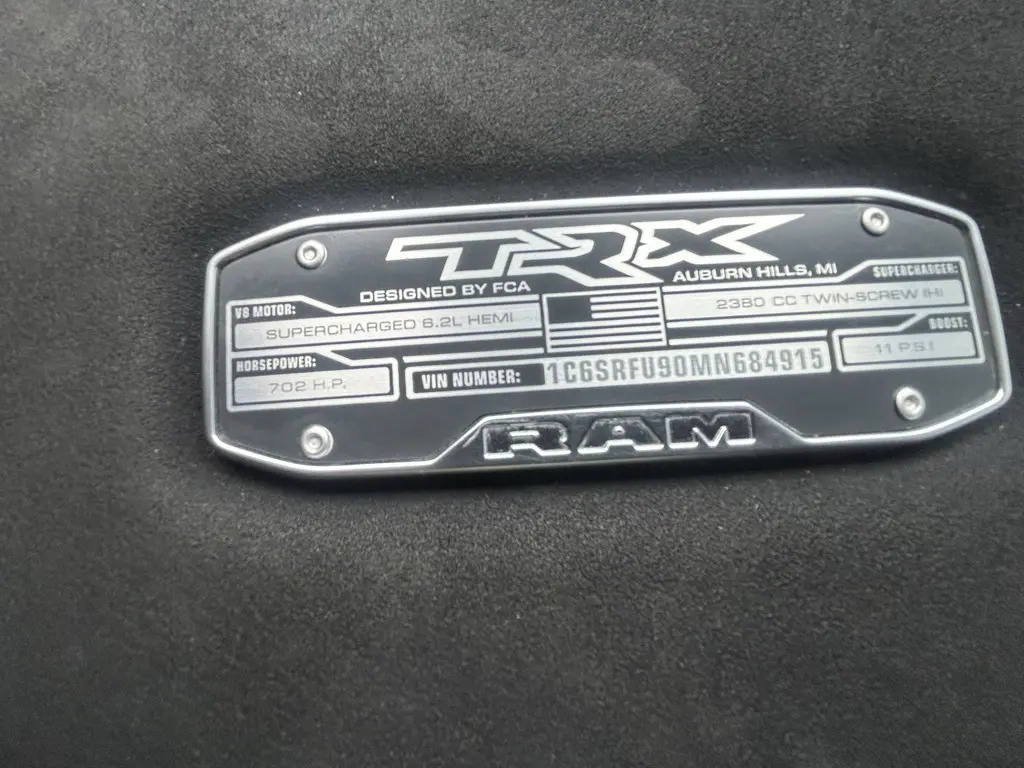 TRX
DESIGNED BY FCA
AUBURN HILLS, MI
V8 MOTOR:
SUPERCHARGED 6.2L HEMI
SUPERCHARGER:
2380 CC TWIN-SCREW IHI
HORSEPOWER:
702 H.P.
VIN NUMBER: 1C6SRFU90MN684915
BOOST:
11 P.S.I
RAM